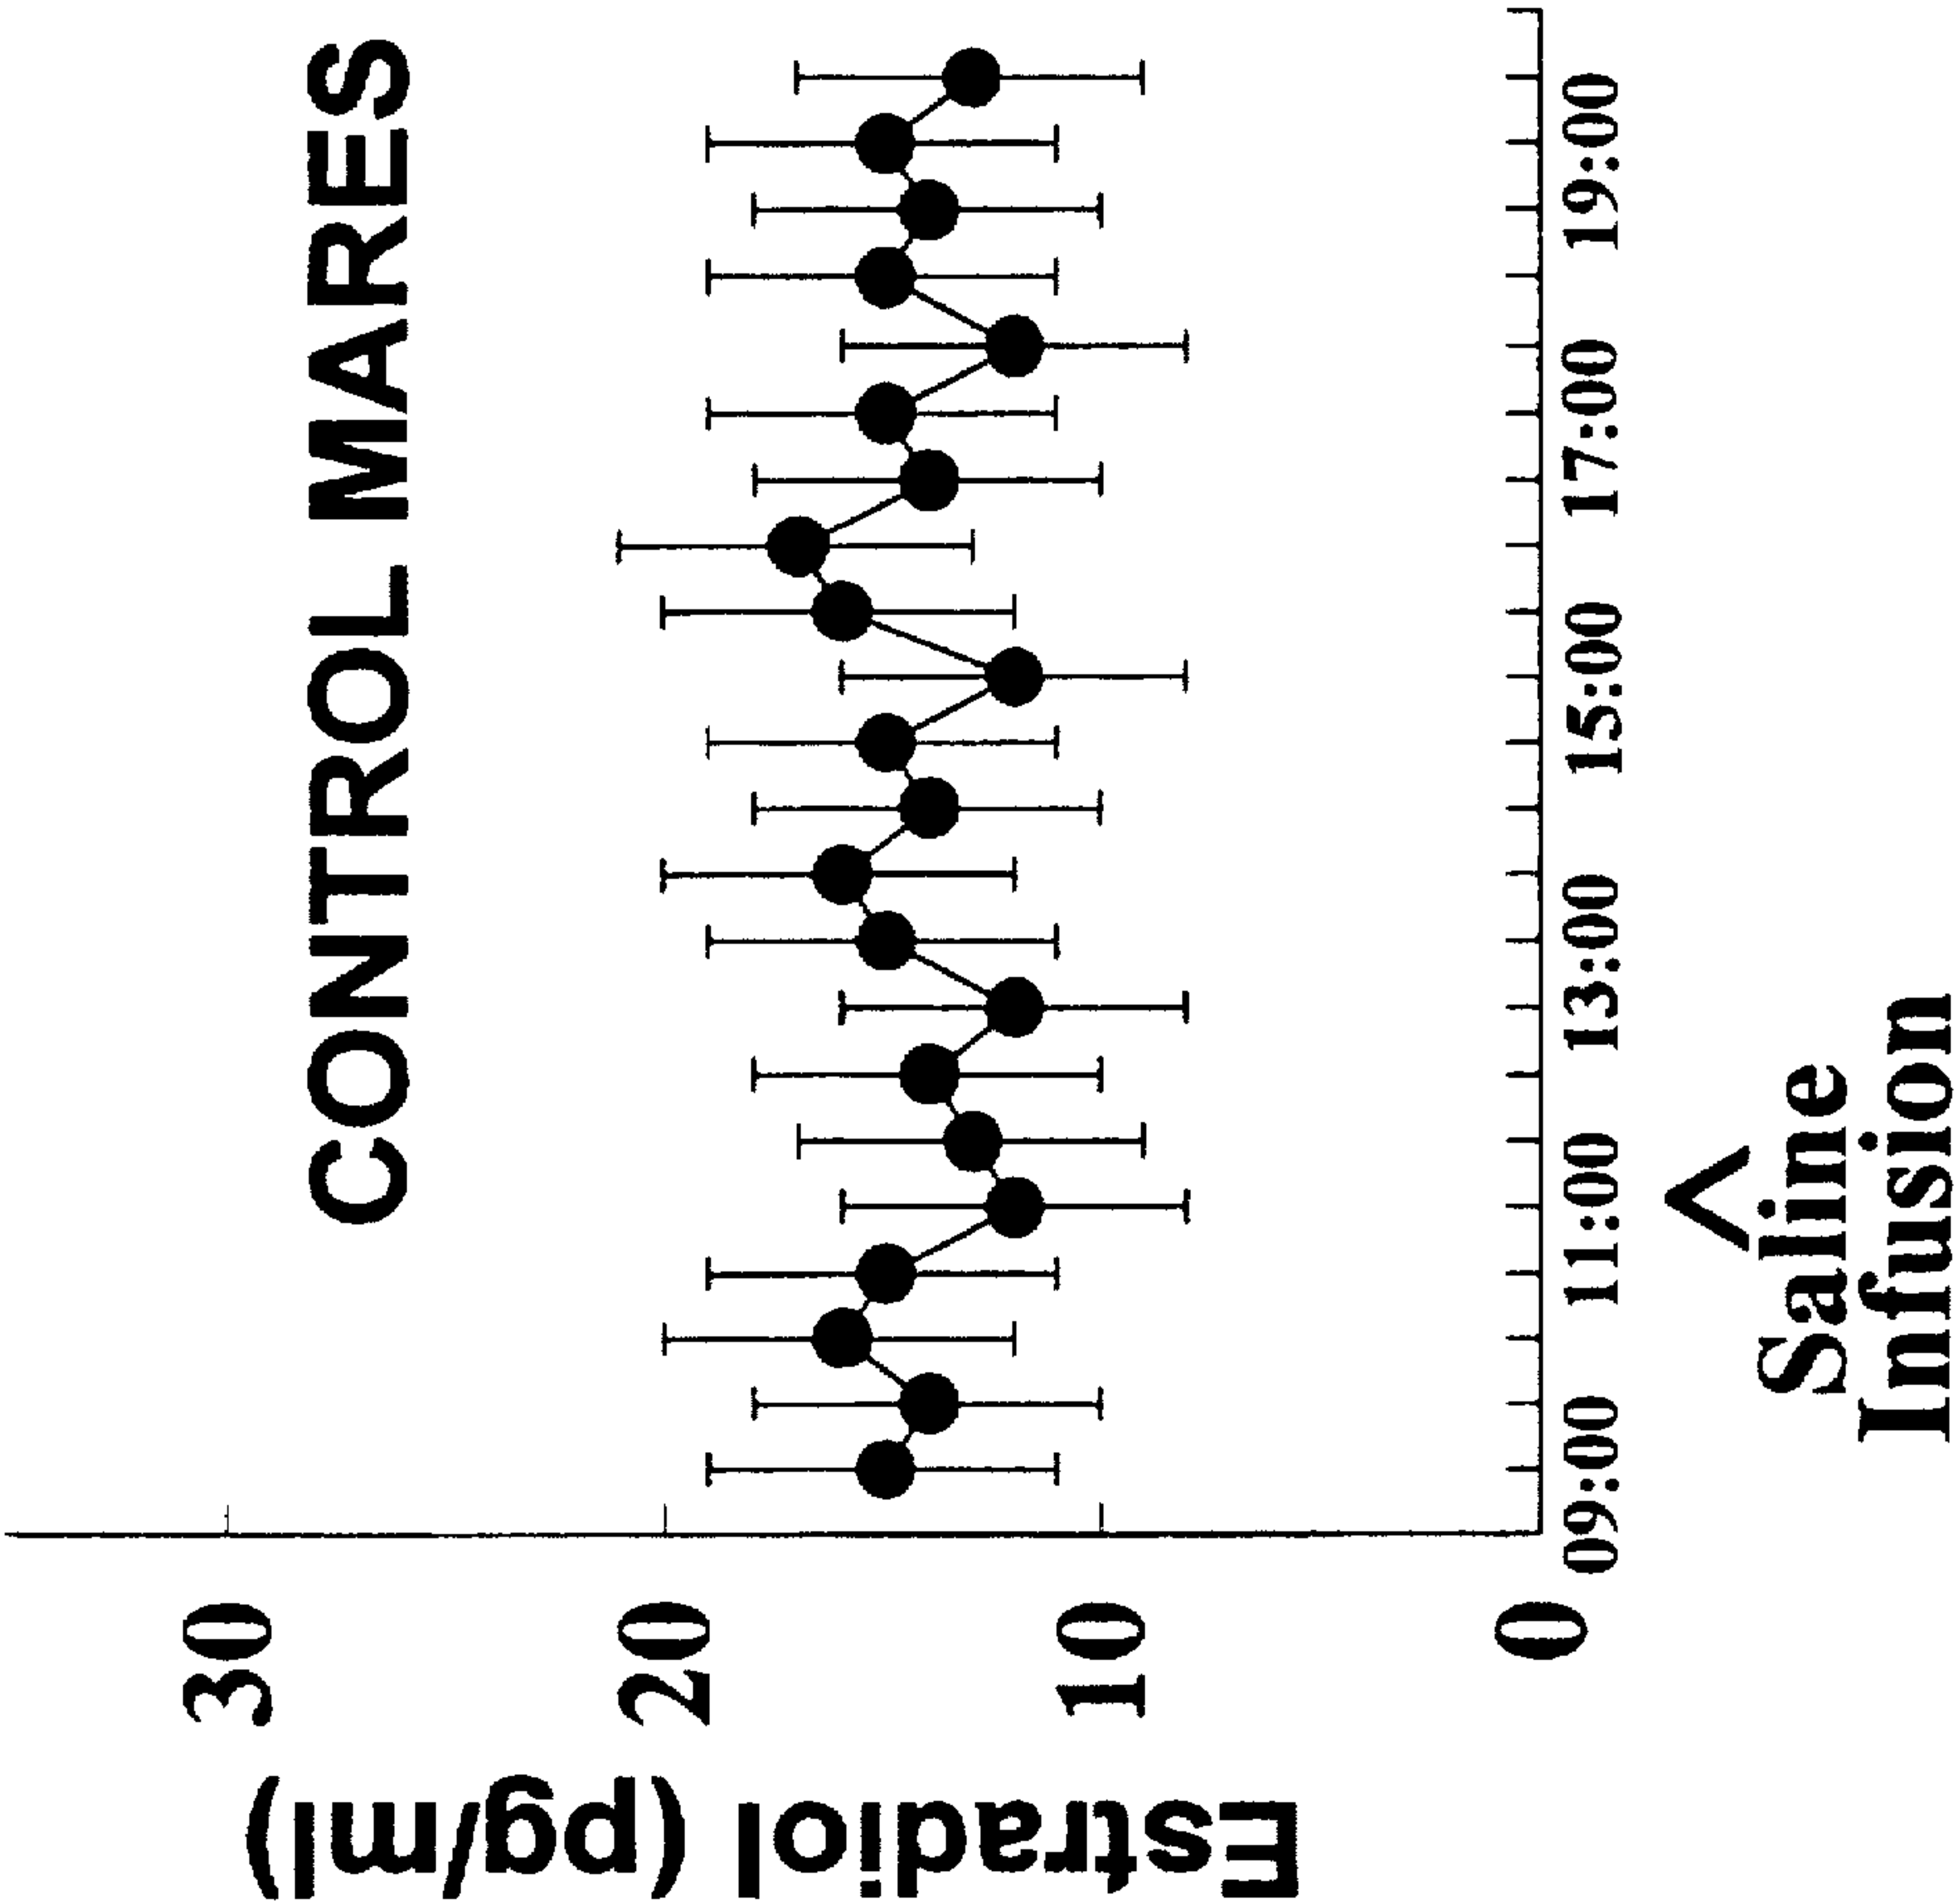 CONTROL MARES
Estradiol (pg/ml)
30
20
10
0
09:00 11:00 13:00 15:00 17:00 19:00
Saline
Infusion